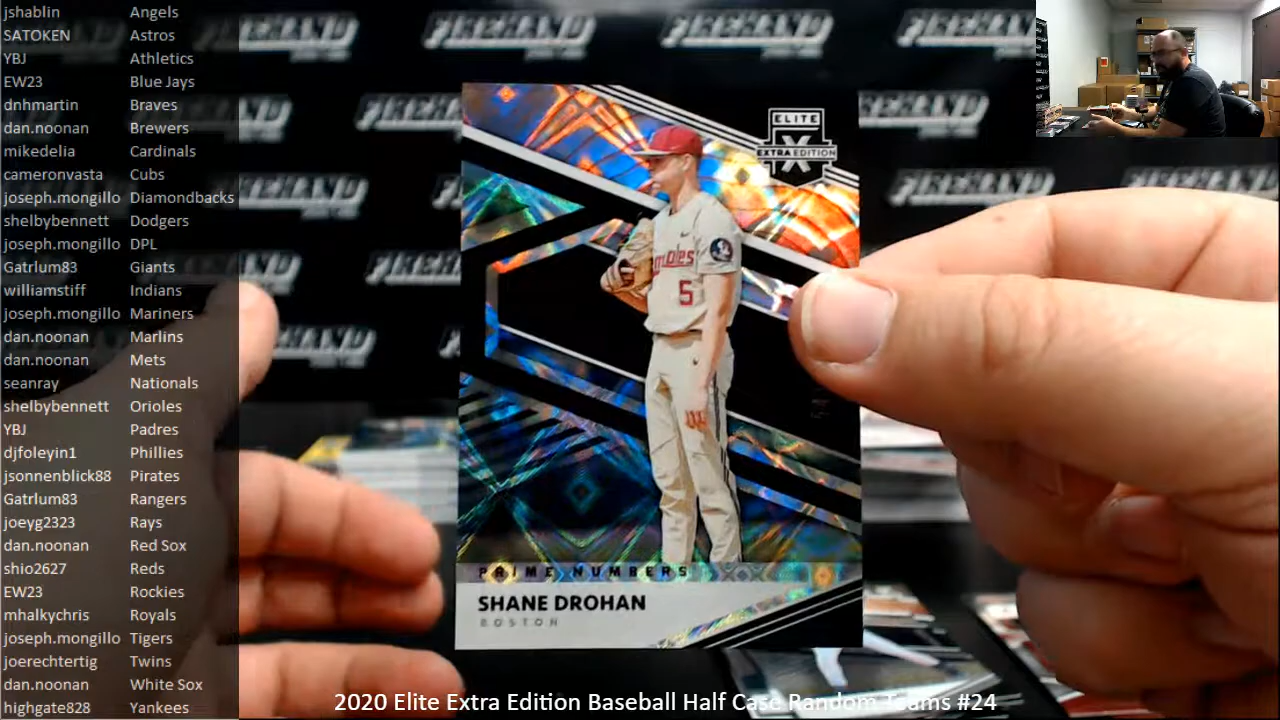 jshablin Angels
SATOKEN Astros
YBJ Athletics
EW23 Blue Jays
dnhmartin Braves
dan.noonan Brewers
mikedelia Cardinals
cameronvasta Cubs
joseph.mongillo Diamondbacks
shelbybennett Dodgers
joseph.mongillo DPL
Gatrlum83 Giants
williamstiff Indians
joseph.mongillo Mariners
dan.noonan Marlins
dan.noonan Mets
seanray Nationals
shelbybennett Orioles
YBJ Padres
djfoleyin1 Phillies
jsonnenblick88 Pirates
Gatrlum83 Rangers
joeyg2323 Rays
dan.noonan Red Sox
shio2627 Reds
EW23 Rockies
mhalkychris Royals
joseph.mongillo Tigers
joerechtertig Twins
dan.noonan White Sox
highgate828 Yankees
FIREHAND FIREHAND FIREHAND
ELITE
X
EXTRA EDITION
5
PRIME NUMBERS
SHANE DROHAN
BOSTON
2020 Elite Extra Edition Baseball Half Case Random Teams #24